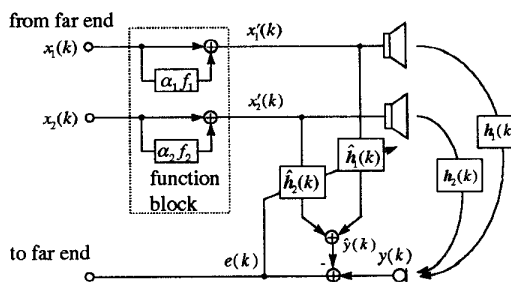 from far end
x₁(k)
x′₁(k)
α₁ f₁
x₂(k)
x′₂(k)
α₂ f₂
function
block
ĥ₂(k)
ĥ₁(k)
h₂(k)
h₁(k)
to far end
e(k)
ŷ(k)
-
y(k)